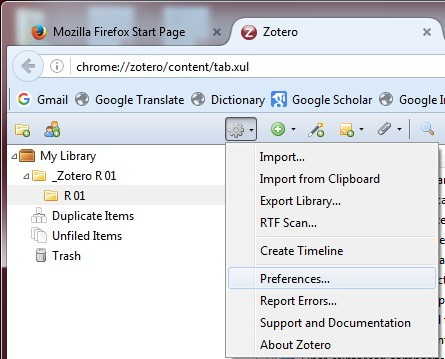 Mozilla Firefox Start Page
Zotero
chrome://zotero/content/tab.xul
Gmail Google Translate Dictionary Google Scholar Google
My Library
_Zotero R 01
R 01
Duplicate Items
Unfiled Items
Trash
Import...
Import from Clipboard
Export Library...
RTF Scan...
Create Timeline
Preferences...
Report Errors...
Support and Documentation
About Zotero